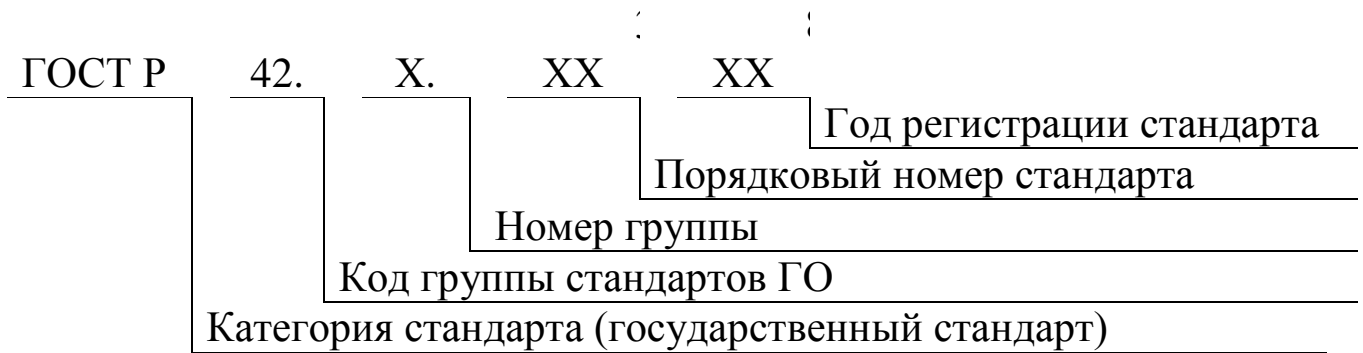 ГОСТ Р 42. Х. ХХ ХХ
Год регистрации стандарта
Порядковый номер стандарта
Номер группы
Код группы стандартов ГО
Категория стандарта (государственный стандарт)